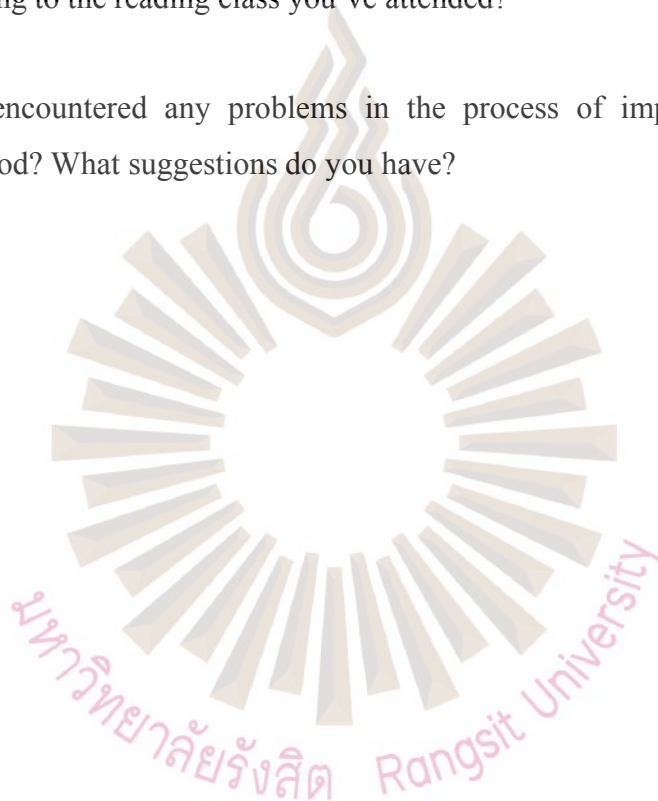 ng to the reading class you've attended?
encountered any problems in the process of imp
od? What suggestions do you have?
มหาวิทยาลัยรังสิต Rangsit University